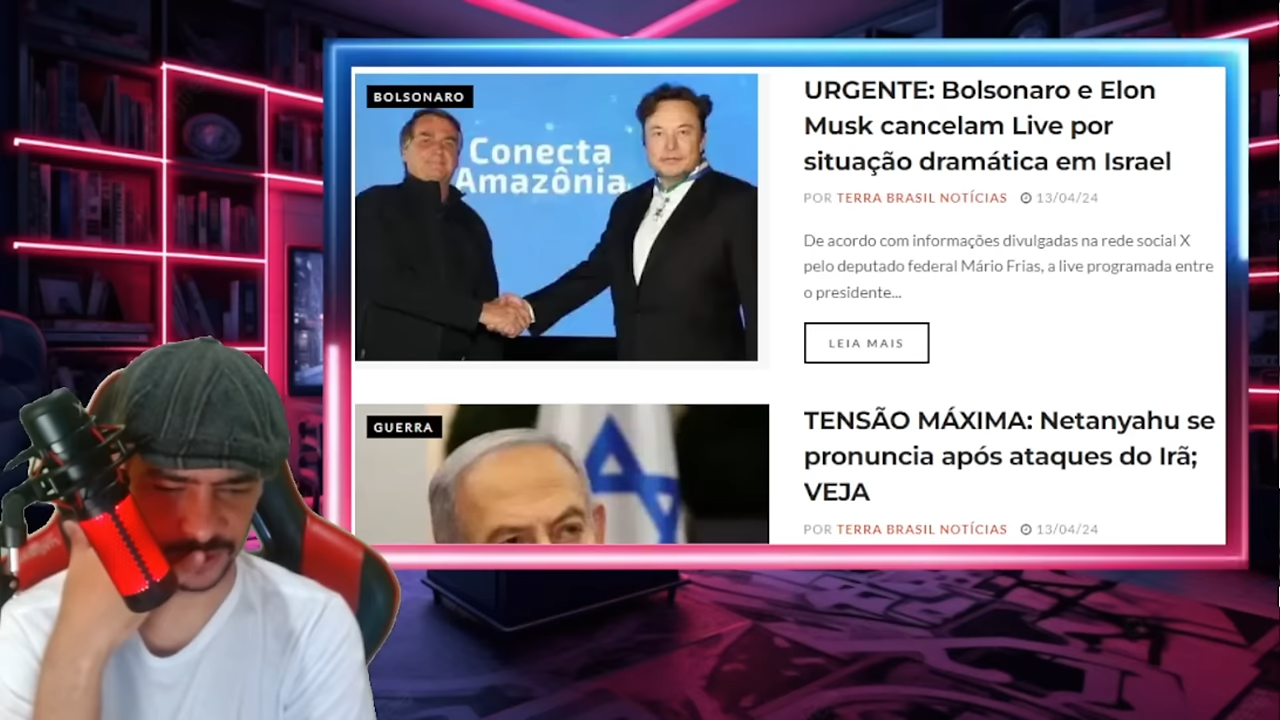 BOLSONARO
Conecta
Amazônia
URGENTE: Bolsonaro e Elon
Musk cancelam Live por
situação dramática em Israel
POR TERRA BRASIL NOTÍCIAS 13/04/24
De acordo com informações divulgadas na rede social X
pelo deputado federal Mário Frias, a live programada entre
o presidente...
LEIA MAIS
GUERRA
TENSÃO MÁXIMA: Netanyahu se
pronuncia após ataques do Irã;
VEJA
POR TERRA BRASIL NOTÍCIAS 13/04/24